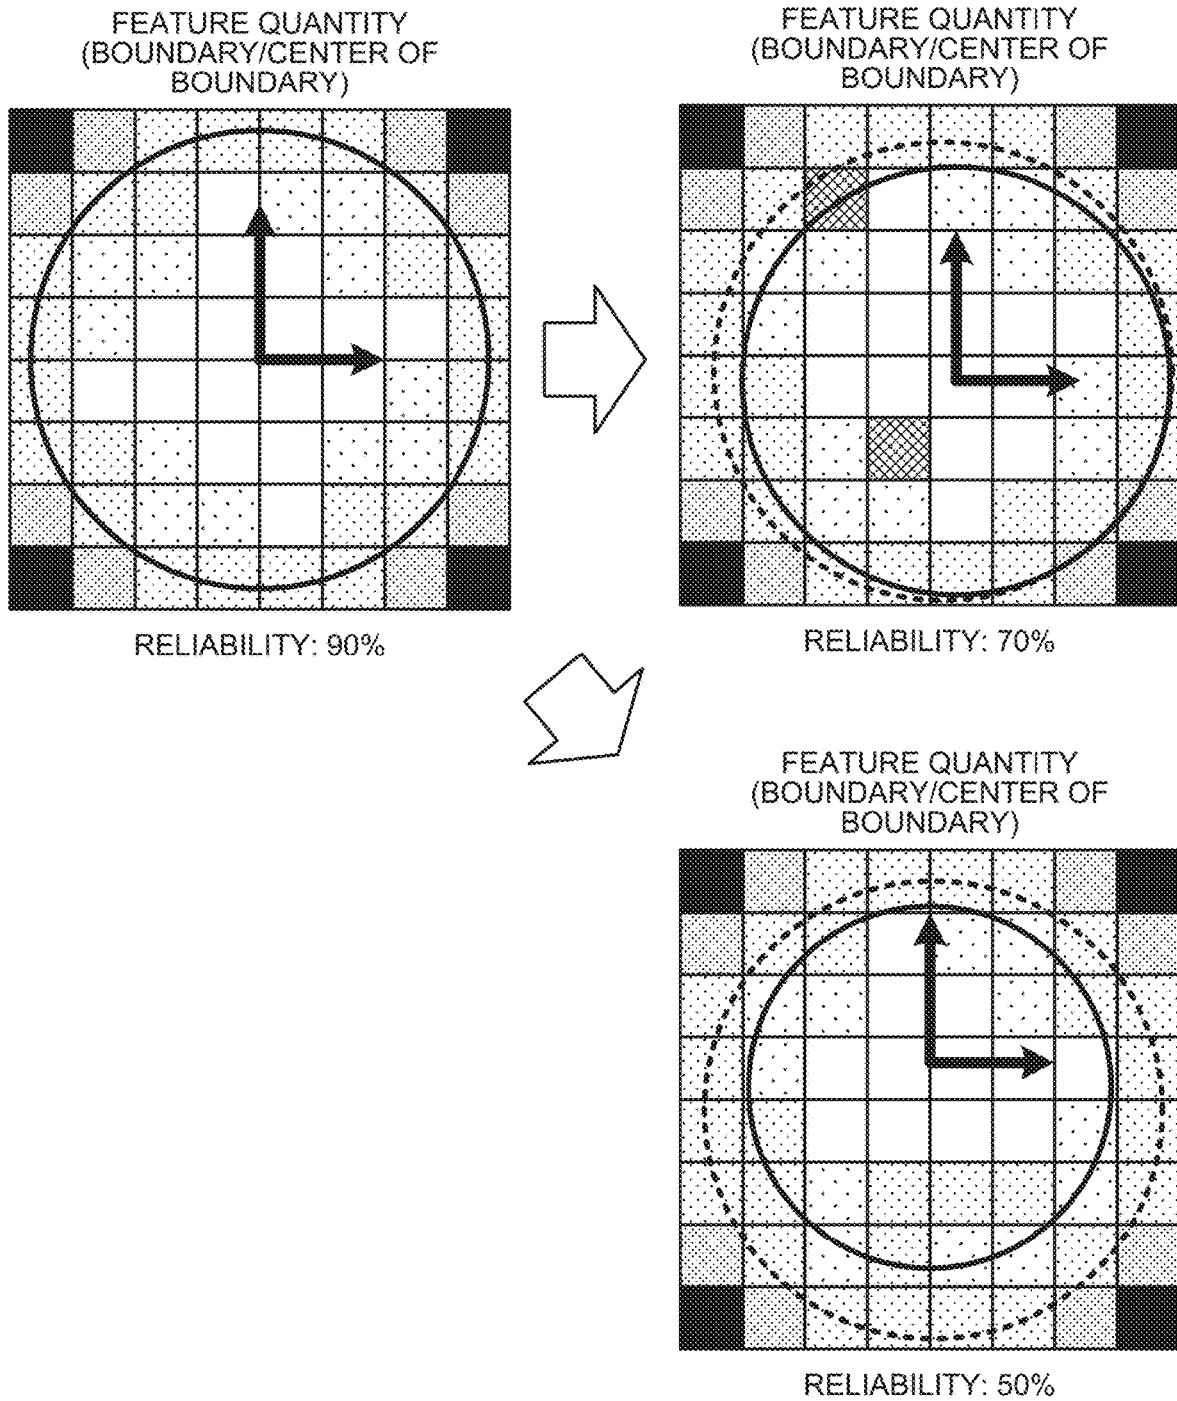 FEATURE QUANTITY
(BOUNDARY/CENTER OF
BOUNDARY)
RELIABILITY: 90%
FEATURE QUANTITY
(BOUNDARY/CENTER OF
BOUNDARY)
RELIABILITY: 70%
FEATURE QUANTITY
(BOUNDARY/CENTER OF
BOUNDARY)
RELIABILITY: 50%